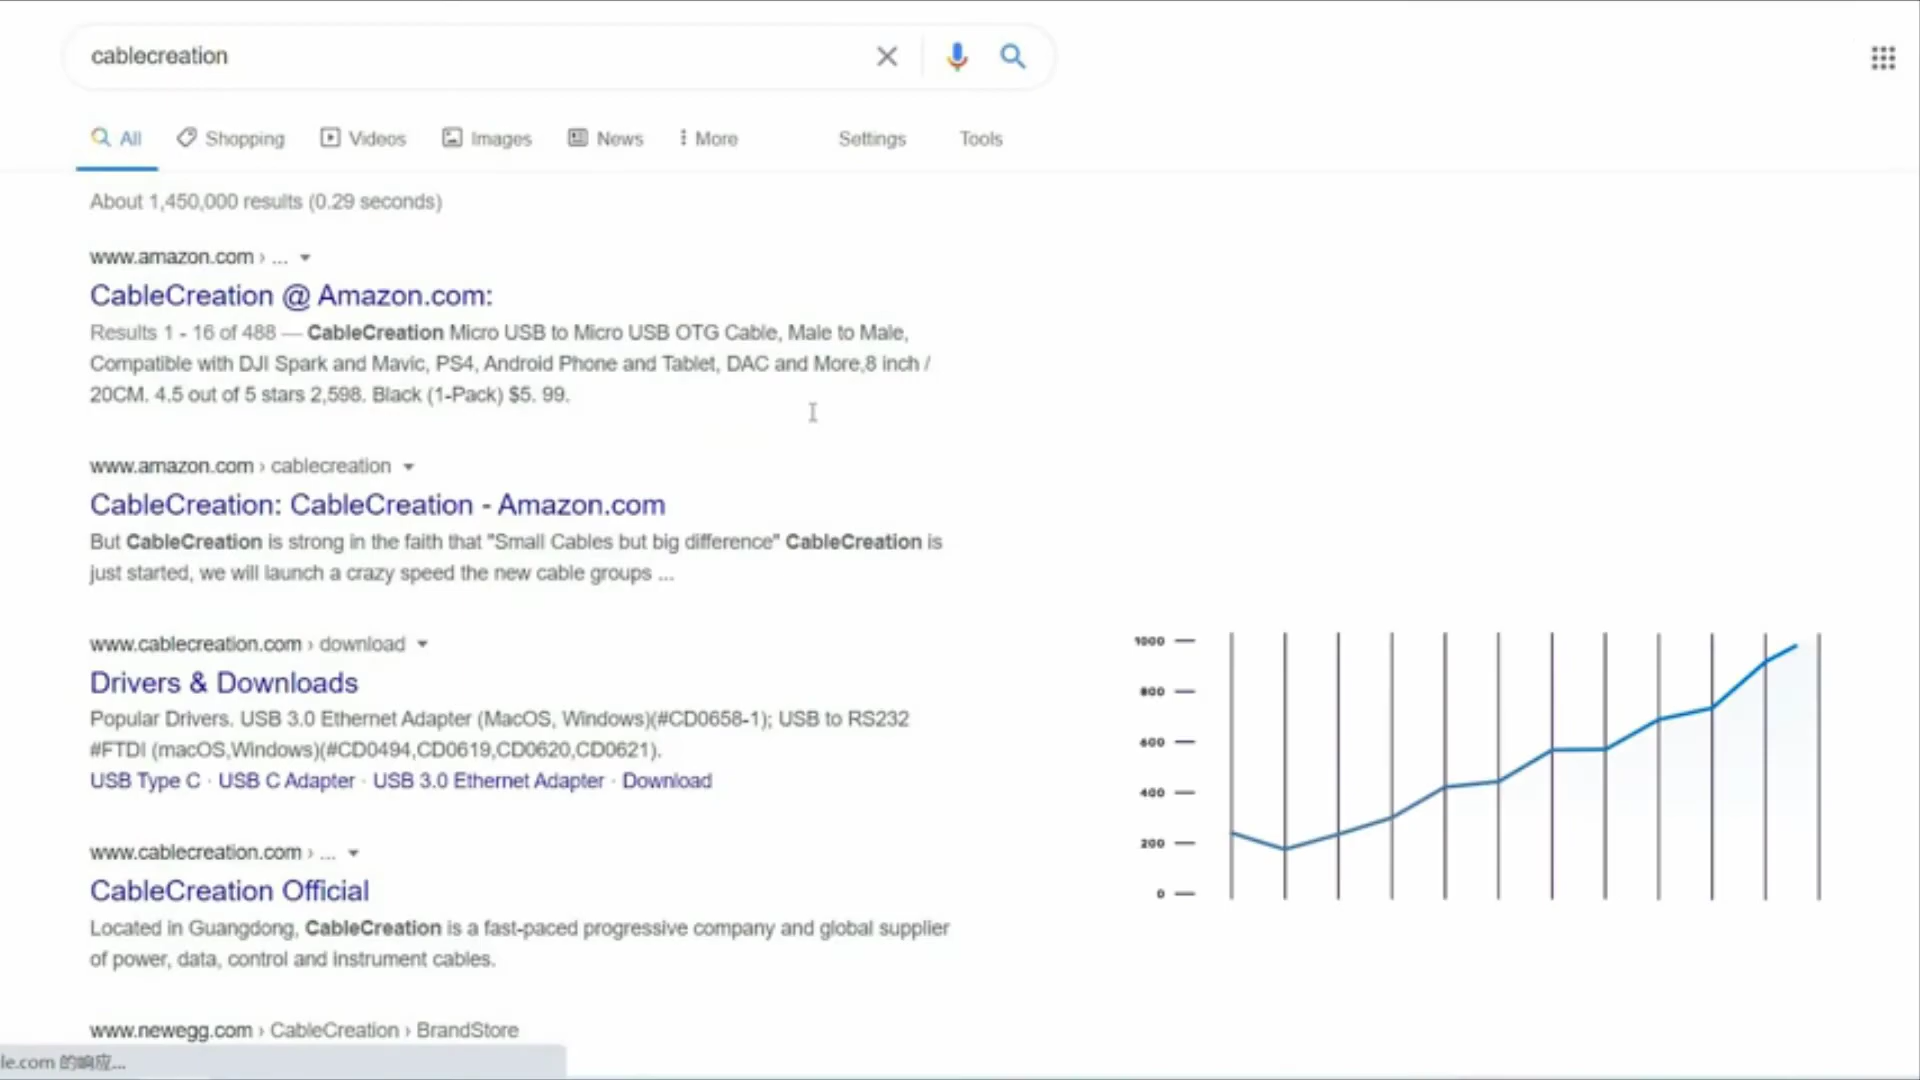 cablecreation
All Shopping Videos Images News More Settings Tools
About 1,450,000 results (0.29 seconds)
www.amazon.com › ...
CableCreation @ Amazon.com:
Results 1 - 16 of 488 — CableCreation Micro USB to Micro USB OTG Cable, Male to Male,
Compatible with DJI Spark and Mavic, PS4, Android Phone and Tablet, DAC and More,8 inch /
20CM. 4.5 out of 5 stars 2,598. Black (1-Pack) $5. 99.
www.amazon.com › cablecreation
CableCreation: CableCreation - Amazon.com
But CableCreation is strong in the faith that "Small Cables but big difference" CableCreation is
just started, we will launch a crazy speed the new cable groups ...
www.cablecreation.com › download
Drivers & Downloads
Popular Drivers. USB 3.0 Ethernet Adapter (MacOS, Windows)(#CD0658-1); USB to RS232
#FTDI (macOS,Windows)(#CD0494,CD0619,CD0620,CD0621).
USB Type C · USB C Adapter · USB 3.0 Ethernet Adapter · Download
www.cablecreation.com › ...
CableCreation Official
Located in Guangdong, CableCreation is a fast-paced progressive company and global supplier
of power, data, control and instrument cables.
www.newegg.com › CableCreation › BrandStore
le.com 的响应...
1000
800
600
400
200
0